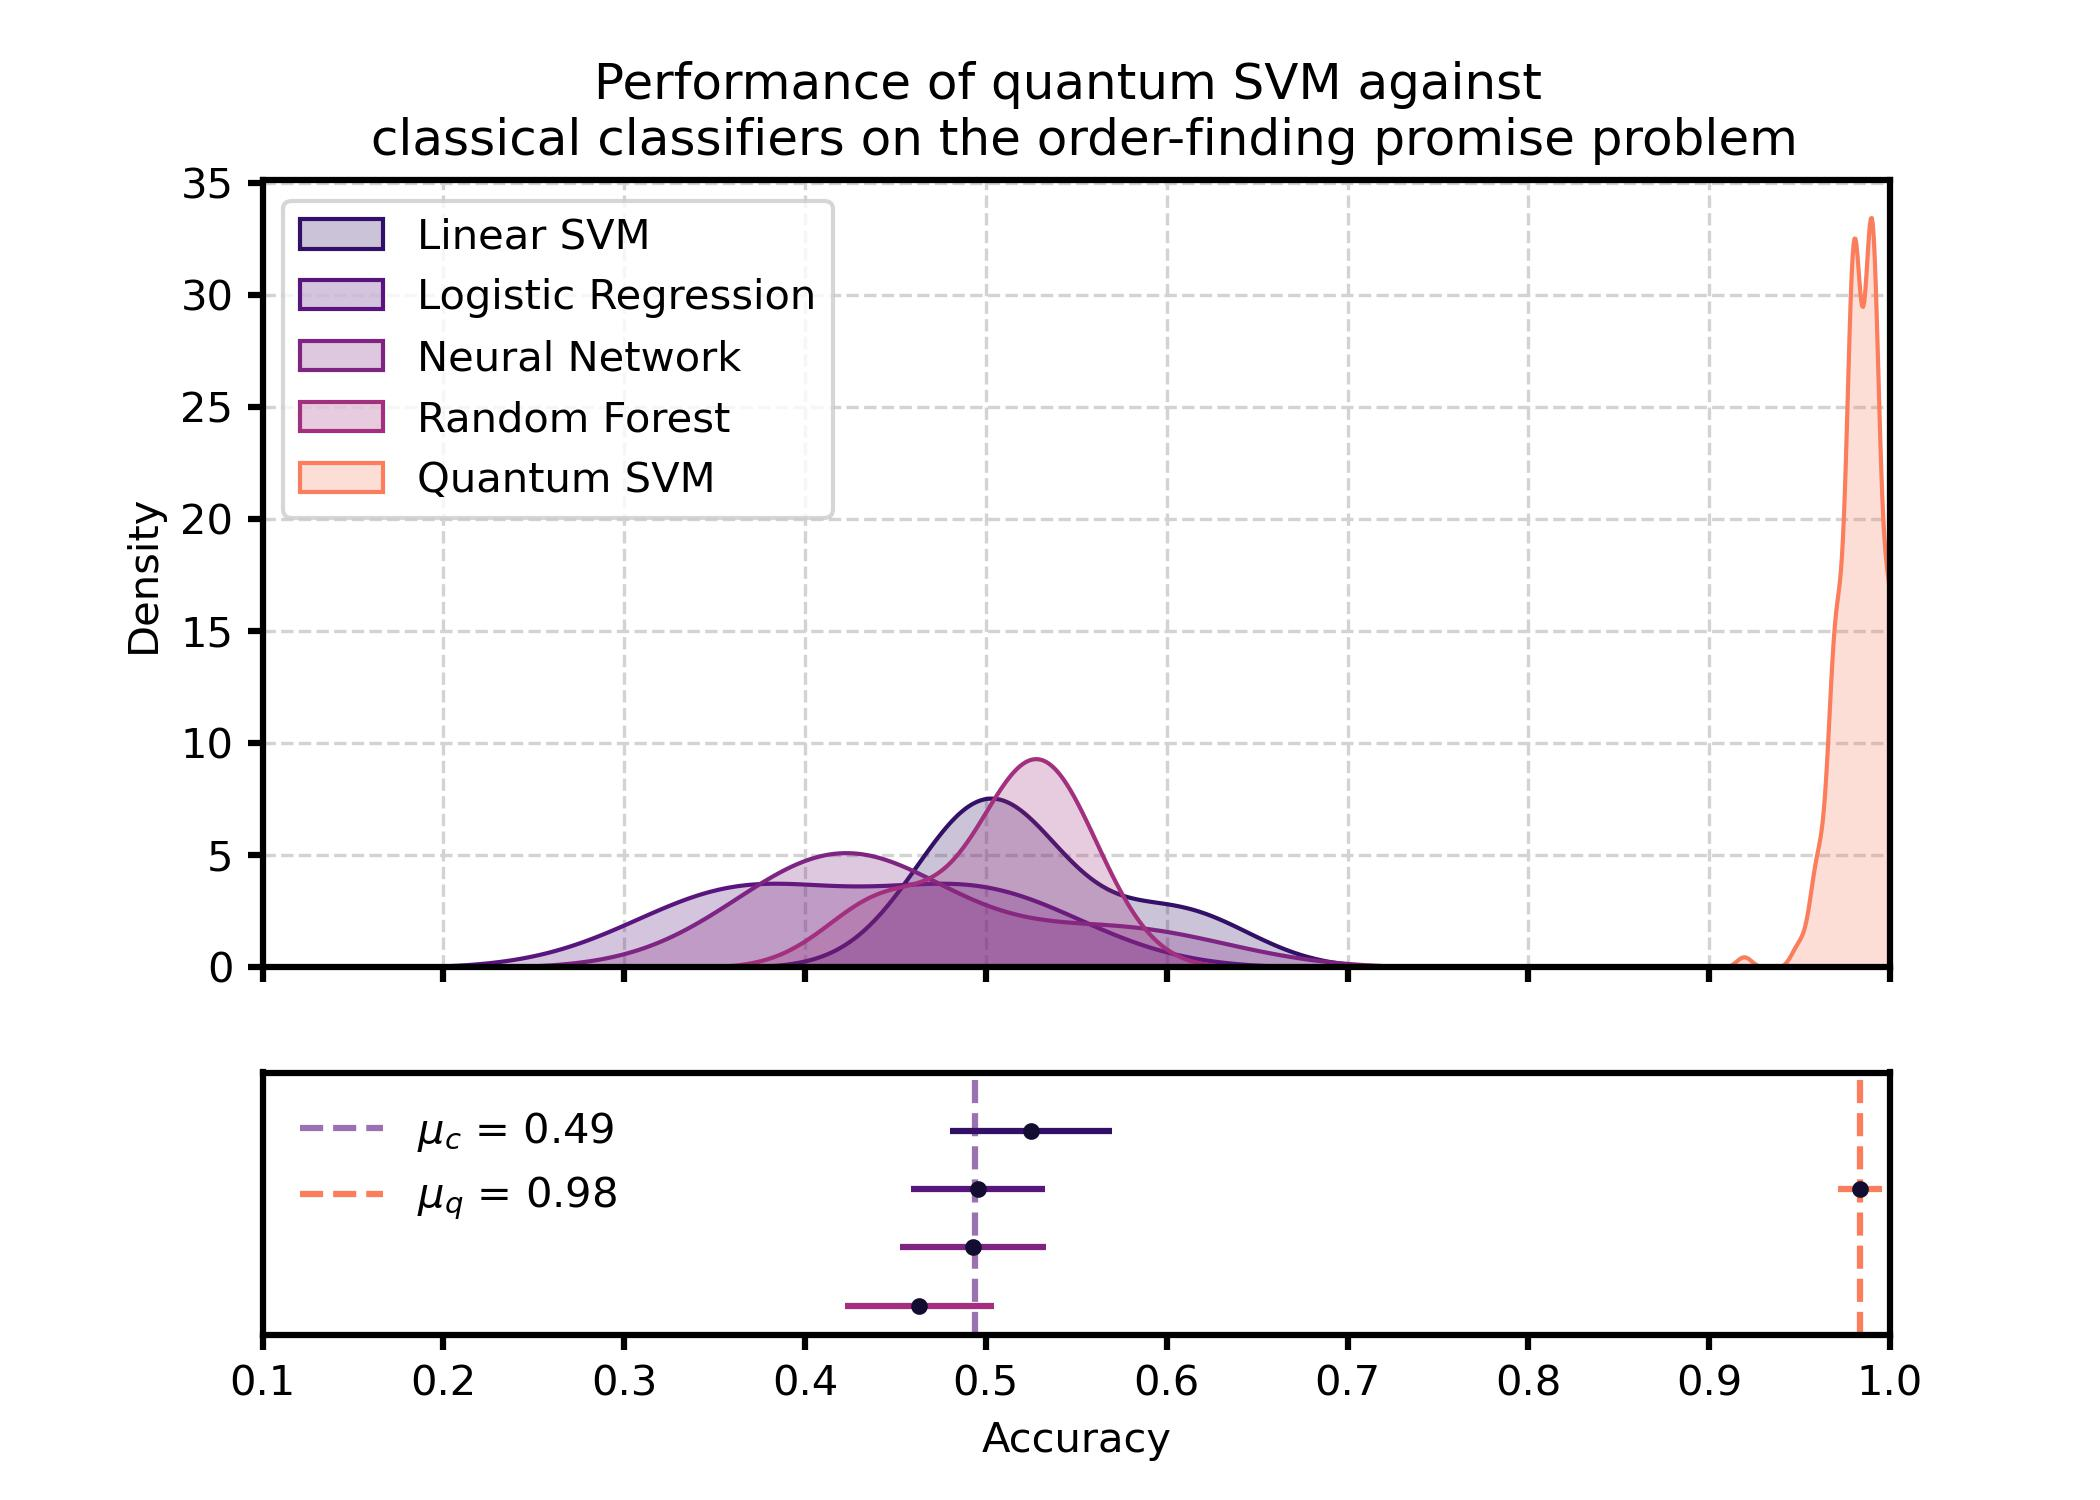 Performance of quantum SVM against
classical classifiers on the order-finding promise problem
35
30
25
20
15
10
5
0
Density
Linear SVM
Logistic Regression
Neural Network
Random Forest
Quantum SVM
μc = 0.49
μq = 0.98
0.1 0.2 0.3 0.4 0.5 0.6 0.7 0.8 0.9 1.0
Accuracy